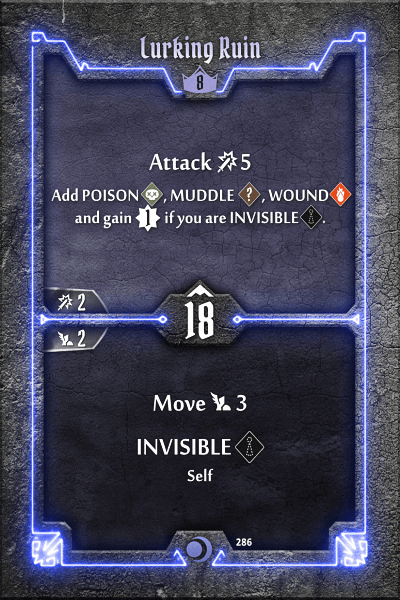 Lurking Ruin
8
Attack 5
Add POISON , MUDDLE ? , WOUND
and gain 1 if you are INVISIBLE .
2
18
2
Move 3
INVISIBLE
Self
286